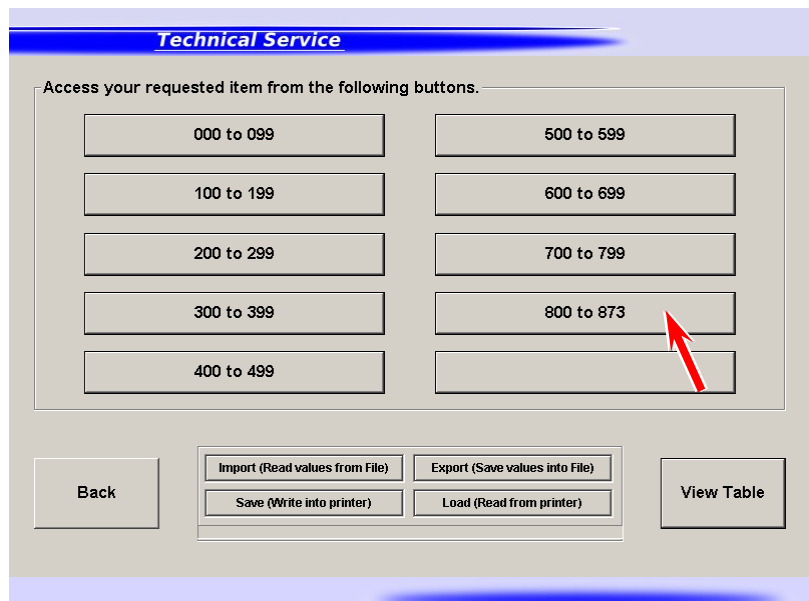 Technical Service
Access your requested item from the following buttons.
000 to 099
500 to 599
100 to 199
600 to 699
200 to 299
700 to 799
300 to 399
800 to 873
400 to 499
Back
Import (Read values from File)
Export (Save values into File)
Save (Write into printer)
Load (Read from printer)
View Table